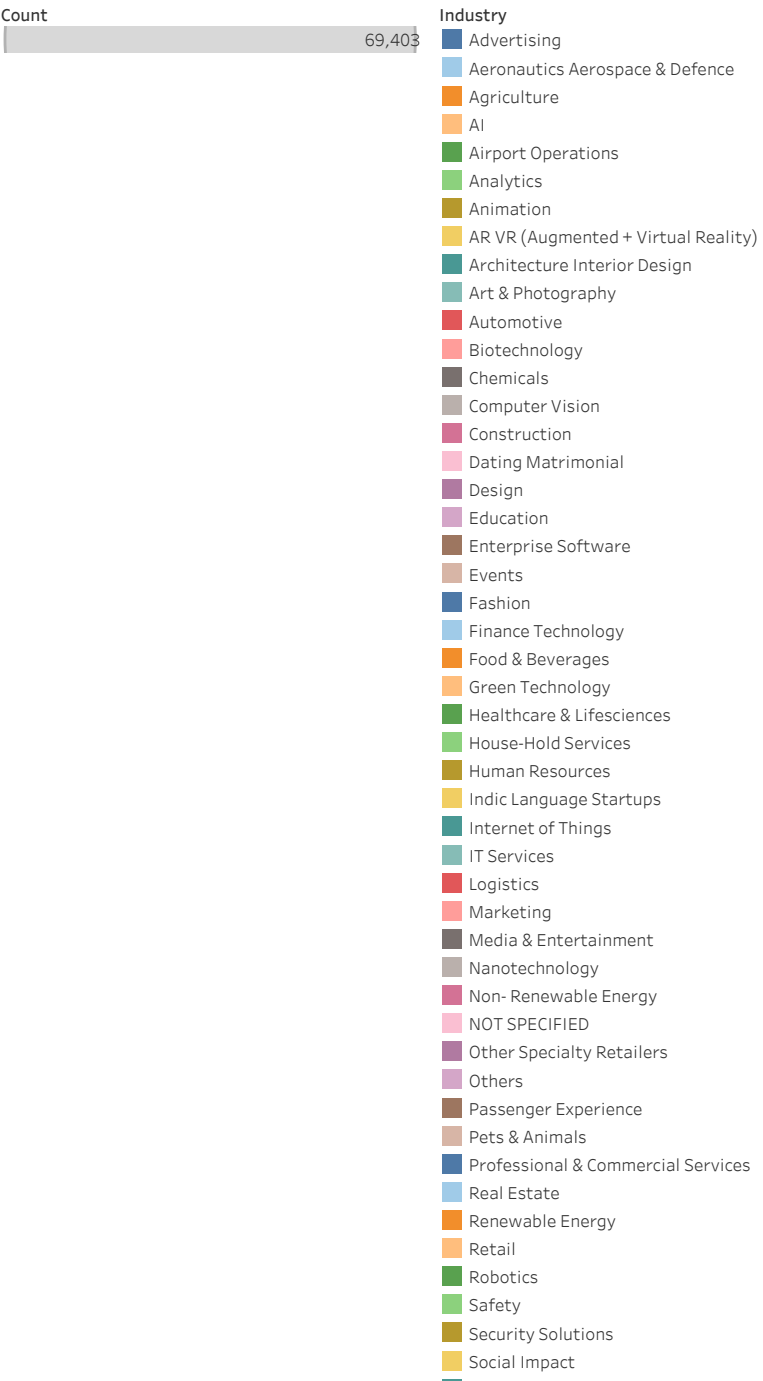 Count
69,403
Industry
Advertising
Aeronautics Aerospace & Defence
Agriculture
AI
Airport Operations
Analytics
Animation
AR VR (Augmented + Virtual Reality)
Architecture Interior Design
Art & Photography
Automotive
Biotechnology
Chemicals
Computer Vision
Construction
Dating Matrimonial
Design
Education
Enterprise Software
Events
Fashion
Finance Technology
Food & Beverages
Green Technology
Healthcare & Lifesciences
House-Hold Services
Human Resources
Indic Language Startups
Internet of Things
IT Services
Logistics
Marketing
Media & Entertainment
Nanotechnology
Non- Renewable Energy
NOT SPECIFIED
Other Specialty Retailers
Others
Passenger Experience
Pets & Animals
Professional & Commercial Services
Real Estate
Renewable Energy
Retail
Robotics
Safety
Security Solutions
Social Impact